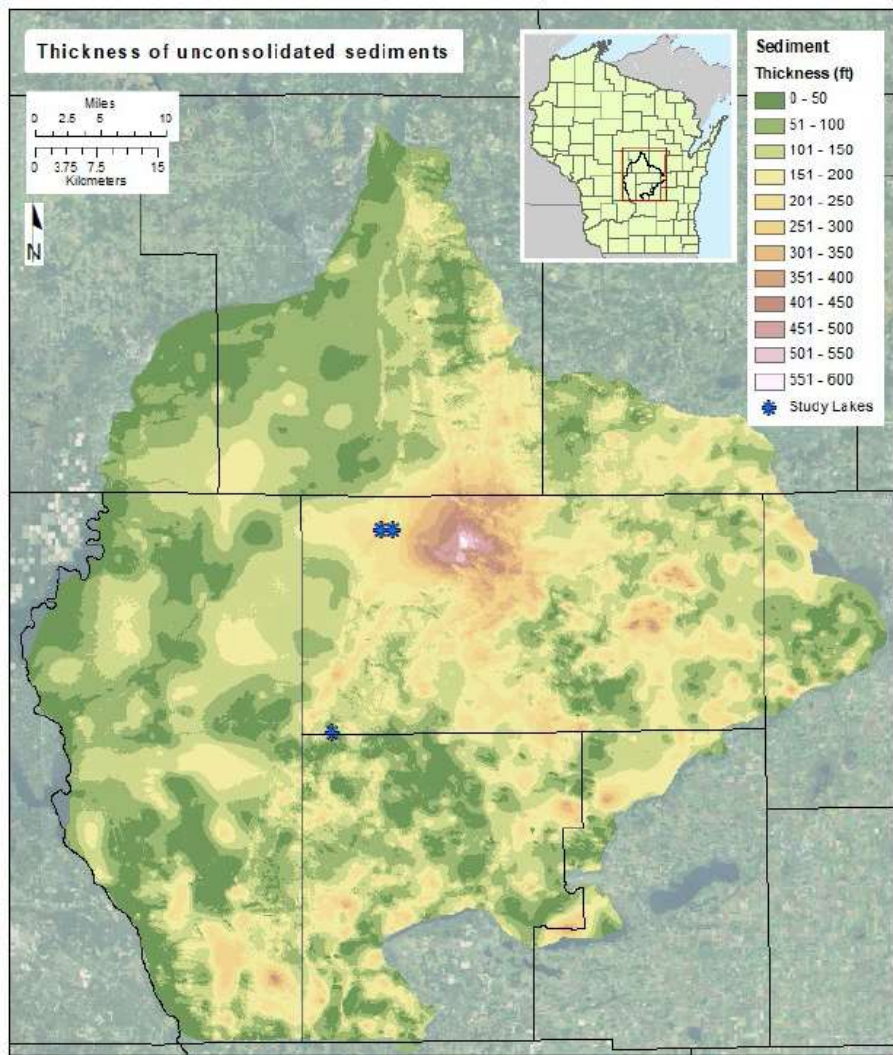 Thickness of unconsolidated sediments
Miles
0 2.5 5 10
0 3.75 7.5 15
Kilometers
N
Sediment
Thickness (ft)
0 - 50
51 - 100
101 - 150
151 - 200
201 - 250
251 - 300
301 - 350
351 - 400
401 - 450
451 - 500
501 - 550
551 - 600
Study Lakes